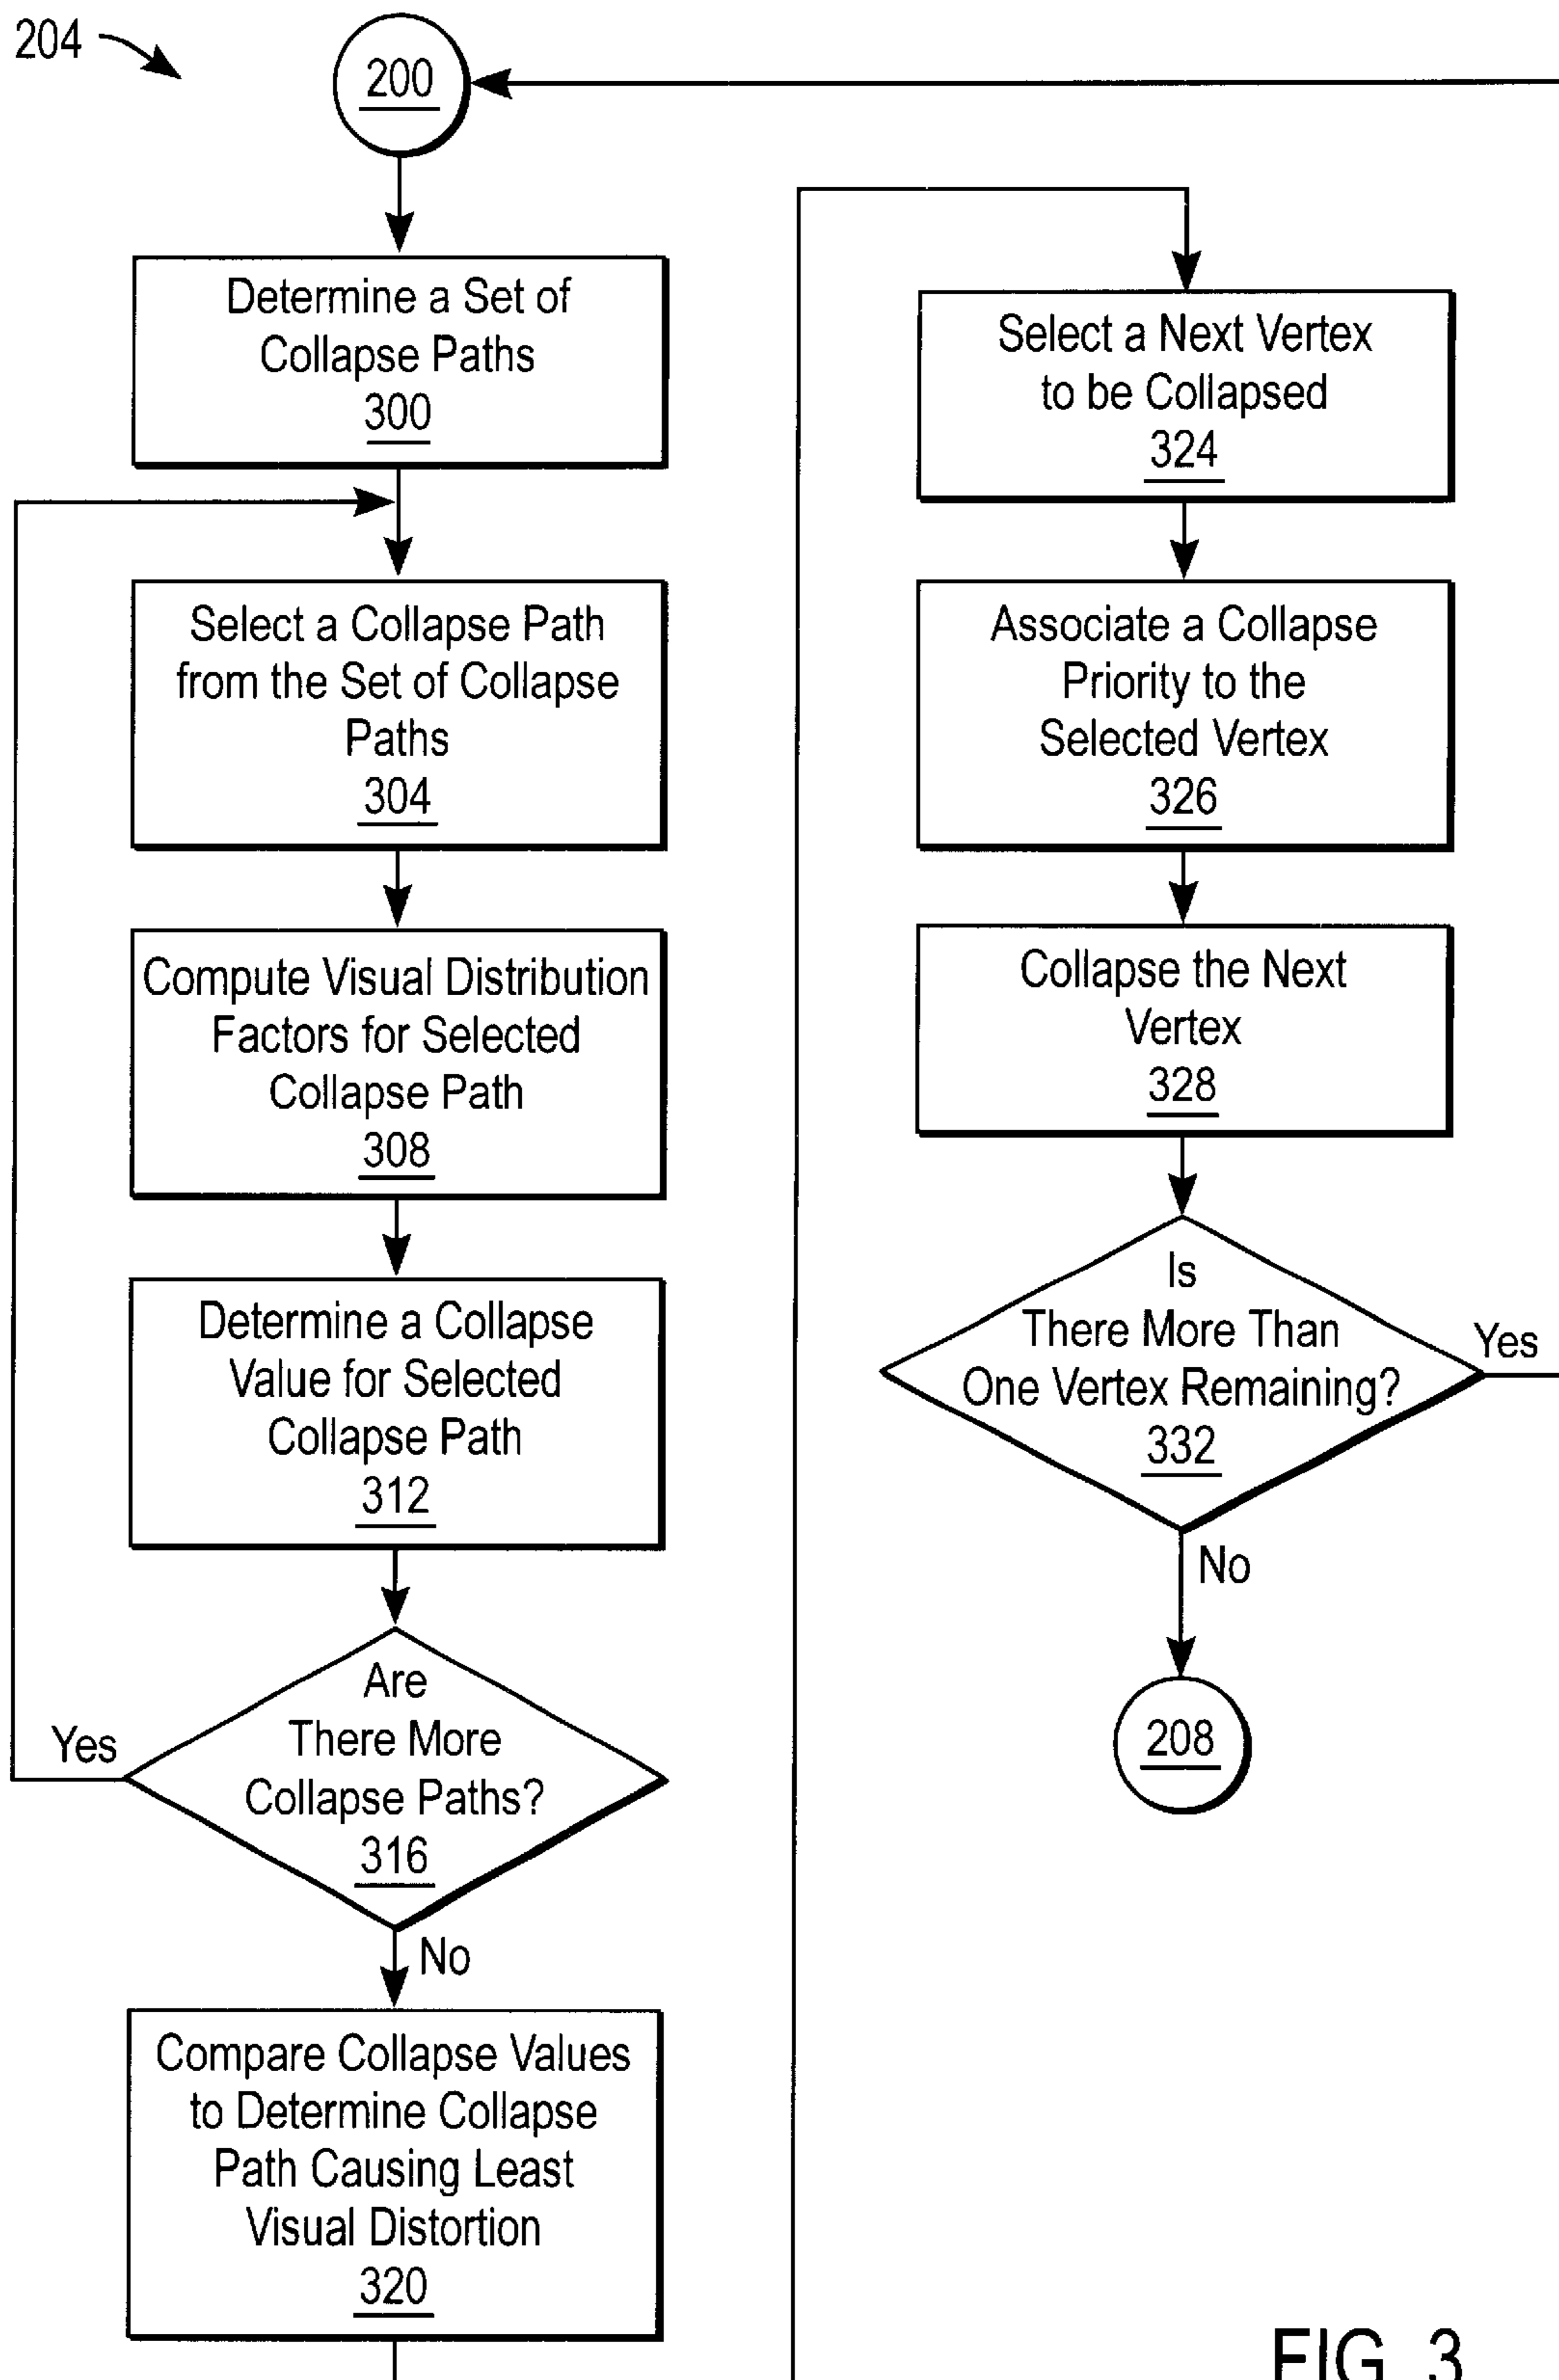 204
200
Determine a Set of
Collapse Paths
300
Select a Collapse Path
from the Set of Collapse
Paths
304
Compute Visual Distribution
Factors for Selected
Collapse Path
308
Determine a Collapse
Value for Selected
Collapse Path
312
Are
There More
Collapse Paths?
316
Yes
No
Compare Collapse Values
to Determine Collapse
Path Causing Least
Visual Distortion
320
Select a Next Vertex
to be Collapsed
324
Associate a Collapse
Priority to the
Selected Vertex
326
Collapse the Next
Vertex
328
Is
There More Than
One Vertex Remaining?
332
Yes
No
208
FIG. 3